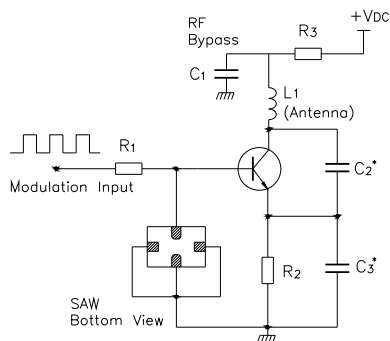 +VDC
RF
Bypass
R3
C1
L1
(Antenna)
R1
Modulation Input
C2*
SAW
Bottom View
R2
C3*